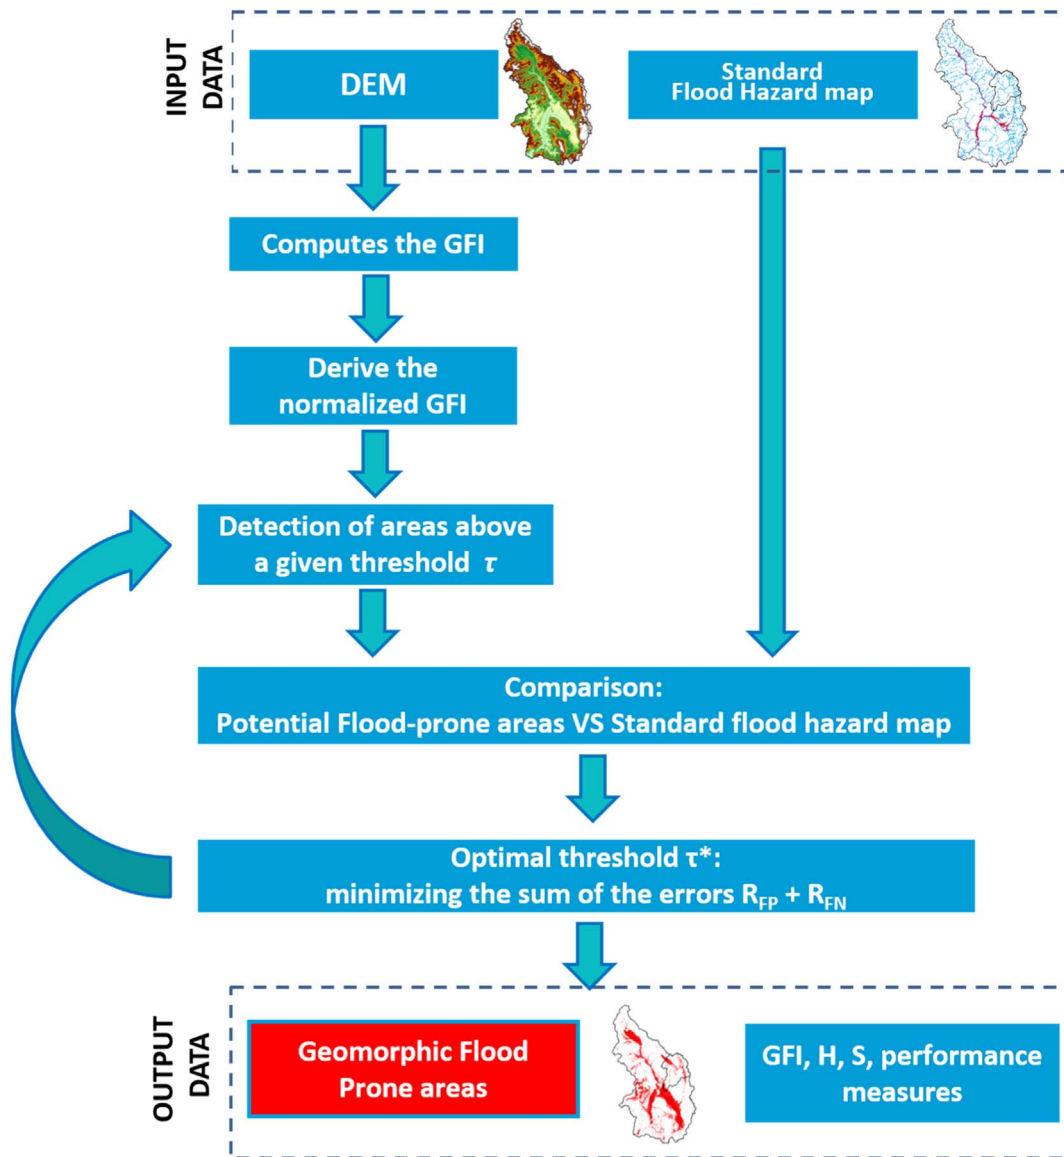 INPUT
DATA
DEM
Standard
Flood Hazard map
Computes the GFI
Derive the
normalized GFI
Detection of areas above
a given threshold τ
Comparison:
Potential Flood-prone areas VS Standard flood hazard map
Optimal threshold τ*:
minimizing the sum of the errors R_FP + R_FN
OUTPUT
DATA
Geomorphic Flood
Prone areas
GFI, H, S, performance
measures